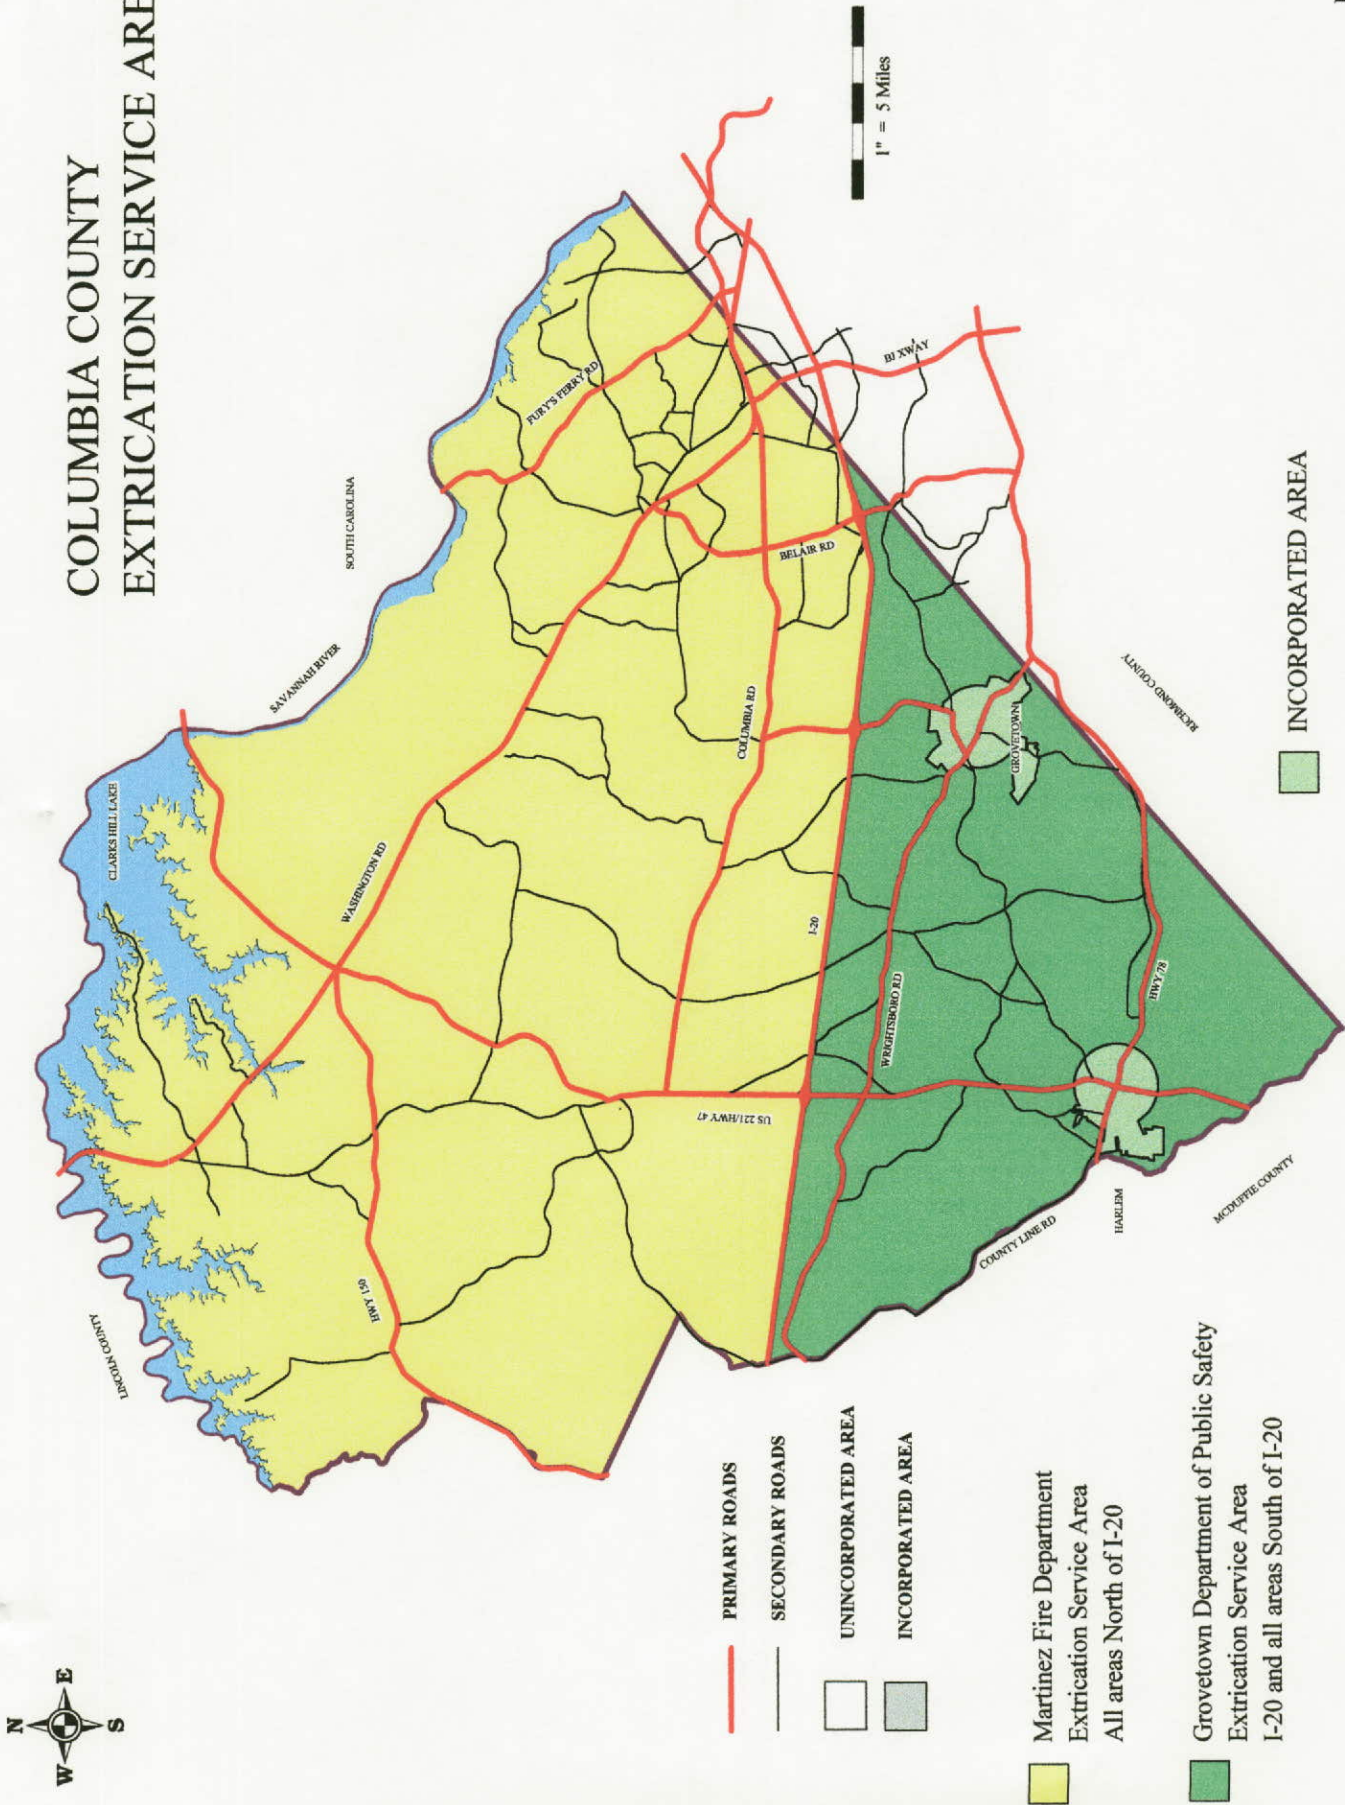 COLUMBIA COUNTY
EXTRICATION SERVICE ARE
N
W
E
S
LINCOLN COUNTY
CLARKS HILL LAKE
SAVANNAH RIVER
SOUTH CAROLINA
WASHINGTON RD
FURY'S FERRY RD
HWY 150
US 221/HWY 47
COLUMBIA RD
BELAIR RD
BJ XWAY
I-20
WRIGHTSBORO RD
GROVETOWN
HWY 78
COUNTY LINE RD
HARLEM
MCDUFFIE COUNTY
RICHMOND COUNTY
1" = 5 Miles
PRIMARY ROADS
SECONDARY ROADS
UNINCORPORATED AREA
INCORPORATED AREA
Martinez Fire Department
Extrication Service Area
All areas North of I-20
Grovetown Department of Public Safety
Extrication Service Area
I-20 and all areas South of I-20
INCORPORATED AREA